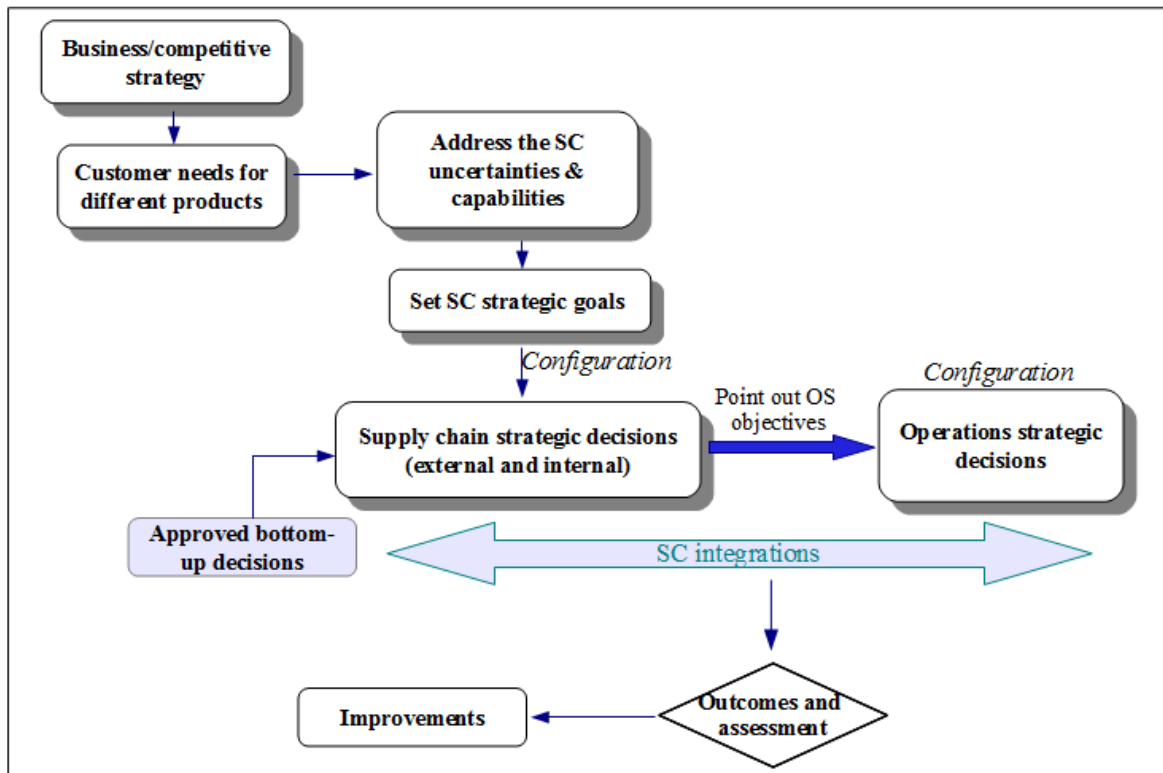 Business/competitive
strategy
Customer needs for
different products
Address the SC
uncertainties &
capabilities
Set SC strategic goals
Configuration
Supply chain strategic decisions
(external and internal)
Point out OS
objectives
Configuration
Operations strategic
decisions
Approved bottom-
up decisions
SC integrations
Outcomes and
assessment
Improvements